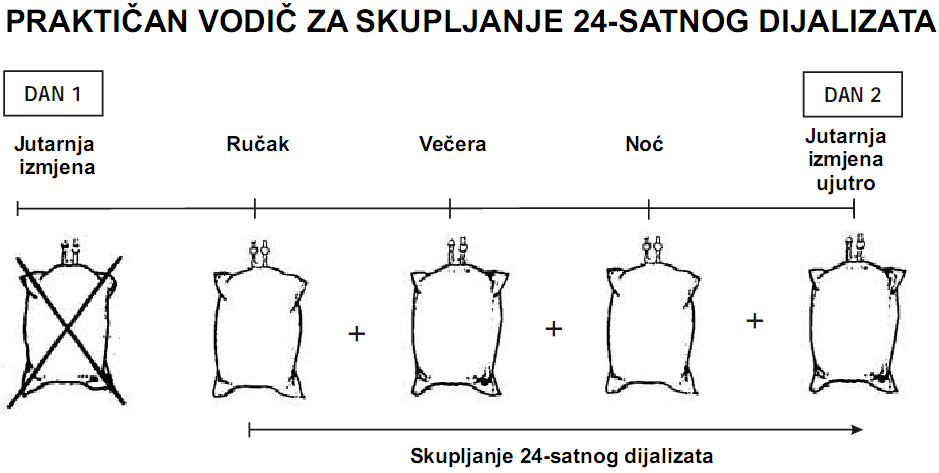 PRAKTIČAN VODIČ ZA SKUPLJANJE 24-SATNOG DIJALIZATA
DAN 1
DAN 2
Jutarnja
izmjena
Ručak
Večera
Noć
Jutarnja
izmjena
ujutro
+
+
+
Skupljanje 24-satnog dijalizata